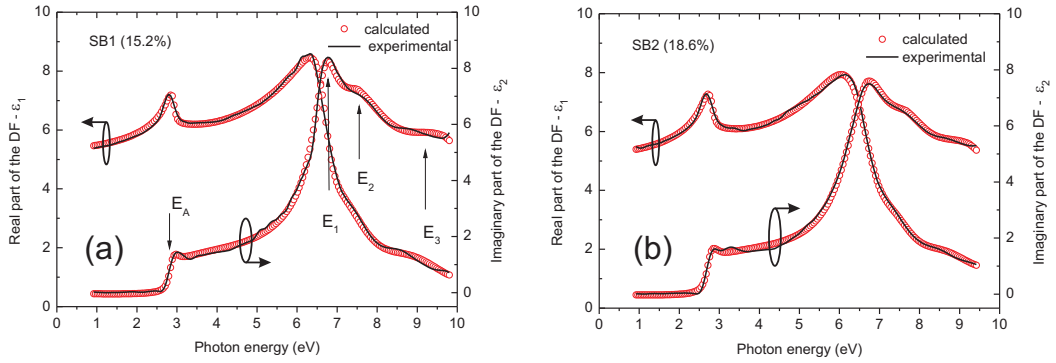 10
8
6
4
2
0
Real part of the DF - ε1
SB1 (15.2%)
calculated
experimental
(a)
EA
E1
E2
E3
10
8
6
4
2
0
Imaginary part of the DF - ε2
0 1 2 3 4 5 6 7 8 9 10
Photon energy (eV)
10
8
6
4
2
0
Real part of the DF - ε1
SB2 (18.6%)
calculated
experimental
(b)
10
8
6
4
2
0
Imaginary part of the DF - ε2
0 1 2 3 4 5 6 7 8 9 10
Photon energy (eV)